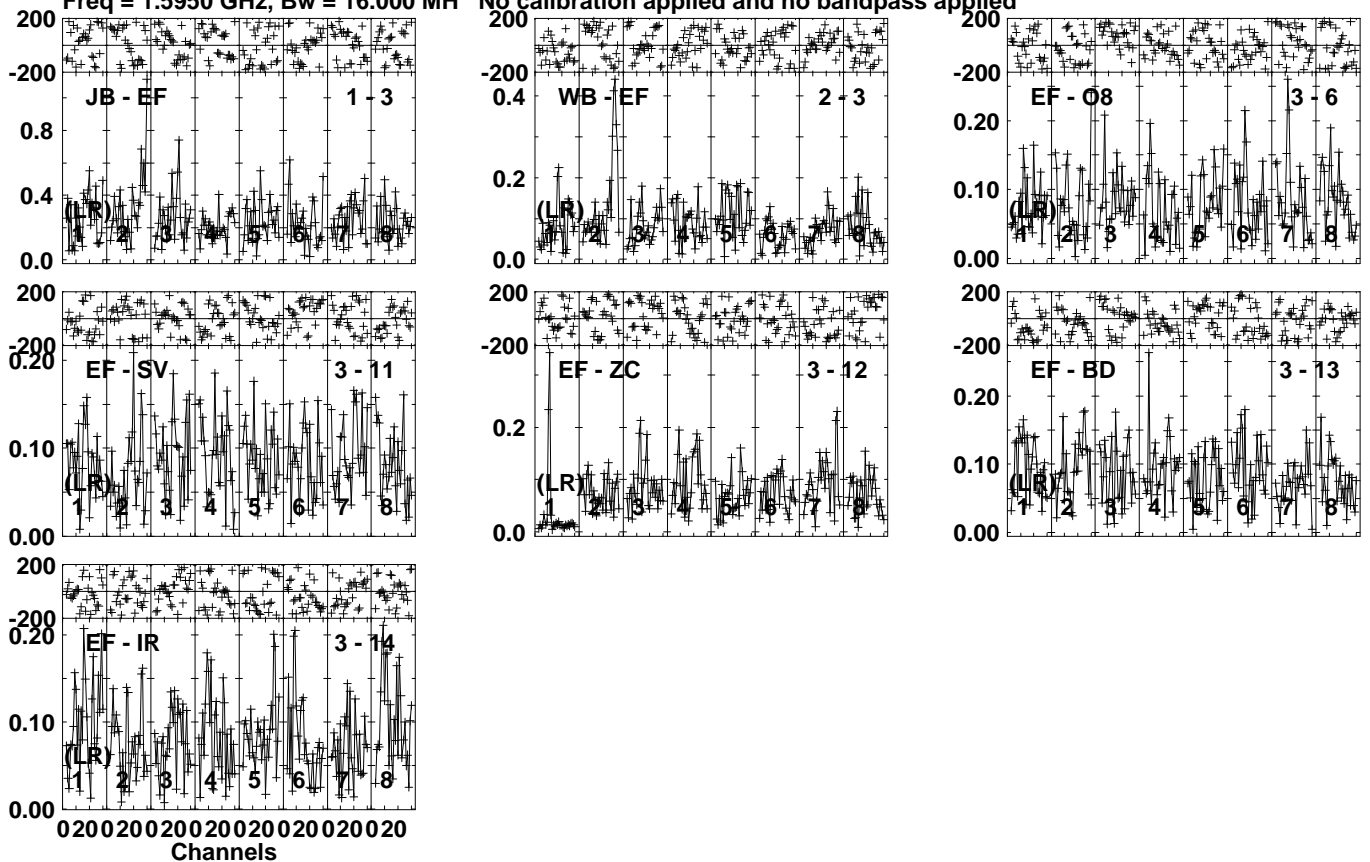 Freq = 1.5950 GHz, Bw = 16.000 MH No calibration applied and no bandpass applied
200
-200
JB - EF 1 - 3
0.8
0.4
0.0
(LR)
1 2 3 4 5 6 7 8
200
-200
WB - EF 2 - 3
0.4
0.2
0.0
(LR)
1 2 3 4 5 6 7 8
200
-200
EF - O8 3 - 6
0.20
0.10
0.00
(LR)
1 2 3 4 5 6 7 8
200
-200
0.20
EF - SV 3 - 11
0.10
0.00
(LR)
1 2 3 4 5 6 7 8
200
-200
EF - ZC 3 - 12
0.2
0.0
(LR)
1 2 3 4 5 6 7 8
200
-200
EF - BD 3 - 13
0.20
0.10
0.00
(LR)
1 2 3 4 5 6 7 8
200
-200
0.20
EF - IR 3 - 14
0.10
0.00
(LR)
1 2 3 4 5 6 7 8
0 20 0 20 0 20 0 20 0 20 0 20 0 20 0 20
Channels